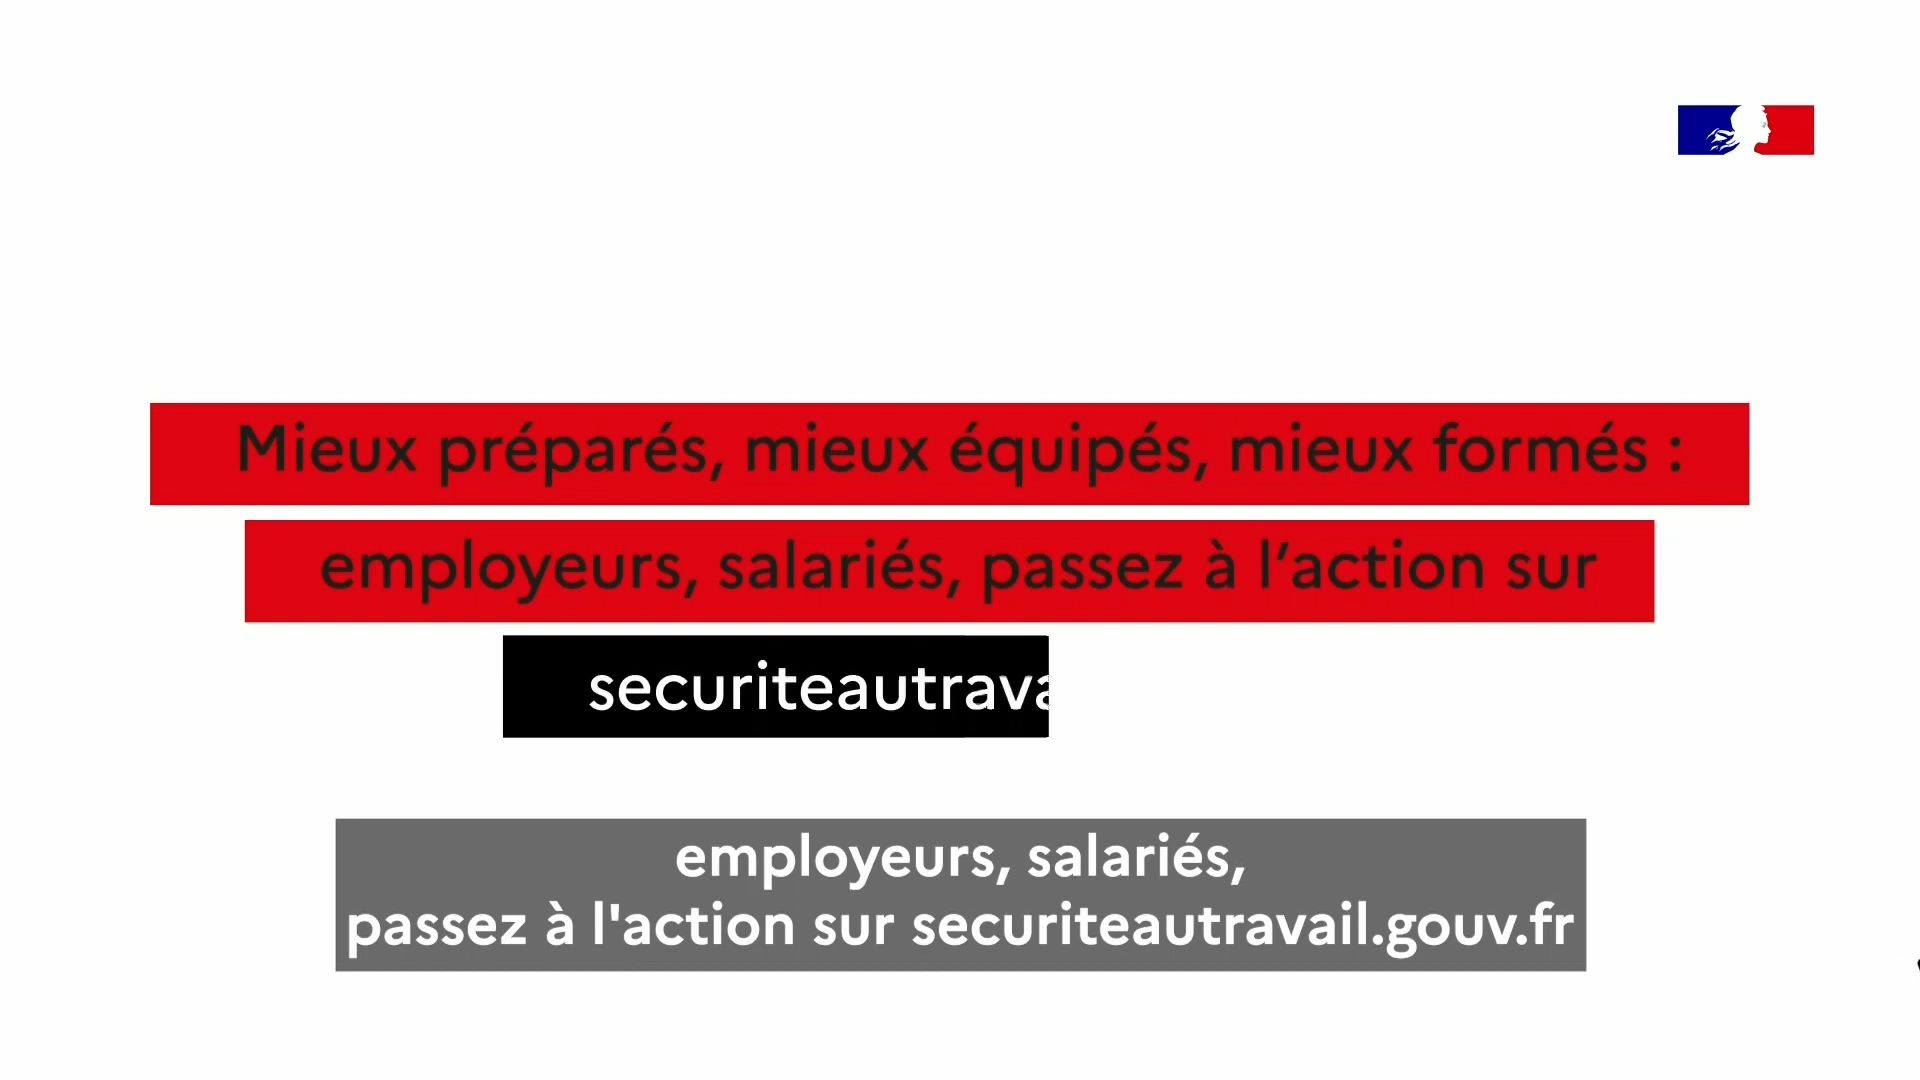 Mieux préparés, mieux équipés, mieux formés :
employeurs, salariés, passez à l’action sur
securiteautrava
employeurs, salariés,
passez à l'action sur securiteautravail.gouv.fr